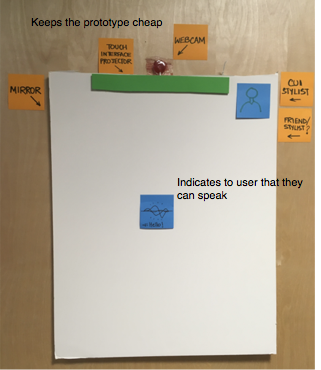 Keeps the prototype cheap
TOUCH
INTERFACE
PROTECTOR
WEBCAM
MIRROR
CUI
STYLIST
FRIEND/
STYLIST?
Indicates to user that they
can speak